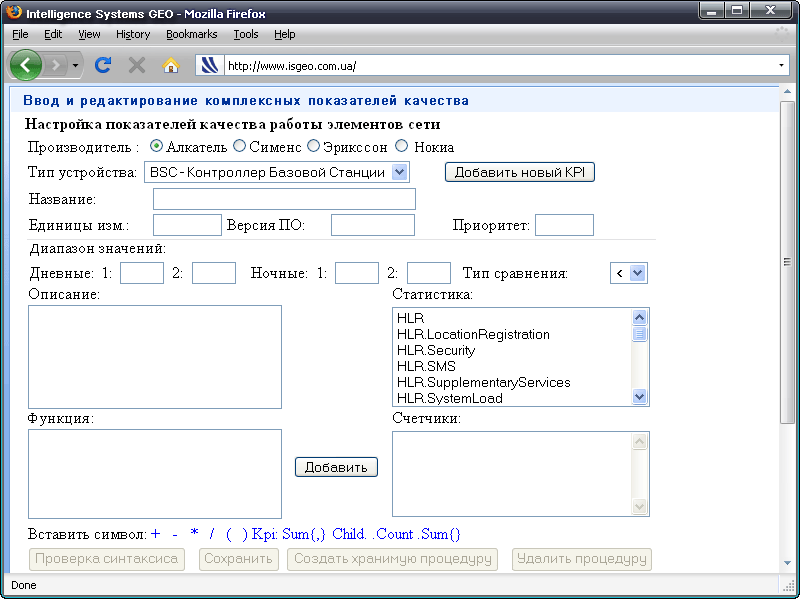 Intelligence Systems GEO - Mozilla Firefox
File Edit View History Bookmarks Tools Help
http://www.isgeo.com.ua/
Ввод и редактирование комплексных показателей качества
Настройка показателей качества работы элементов сети
Производитель : Алкатель Сименс Эрикссон Нокиа
Тип устройства: BSC - Контроллер Базовой Станции Добавить новый KPI
Название:
Единицы изм.: Версия ПО: Приоритет:
Диапазон значений:
Дневные: 1: 2: Ночные: 1: 2: Тип сравнения: <
Описание: Статистика:
HLR
HLR.LocationRegistration
HLR.Security
HLR.SMS
HLR.SupplementaryServices
HLR.SystemLoad
Функция: Счетчики:
Добавить
Вставить символ: + - * / ( ) Kpi: Sum{,} Child. .Count .Sum{}
Проверка синтаксиса Сохранить Создать хранимую процедуру Удалить процедуру
Done